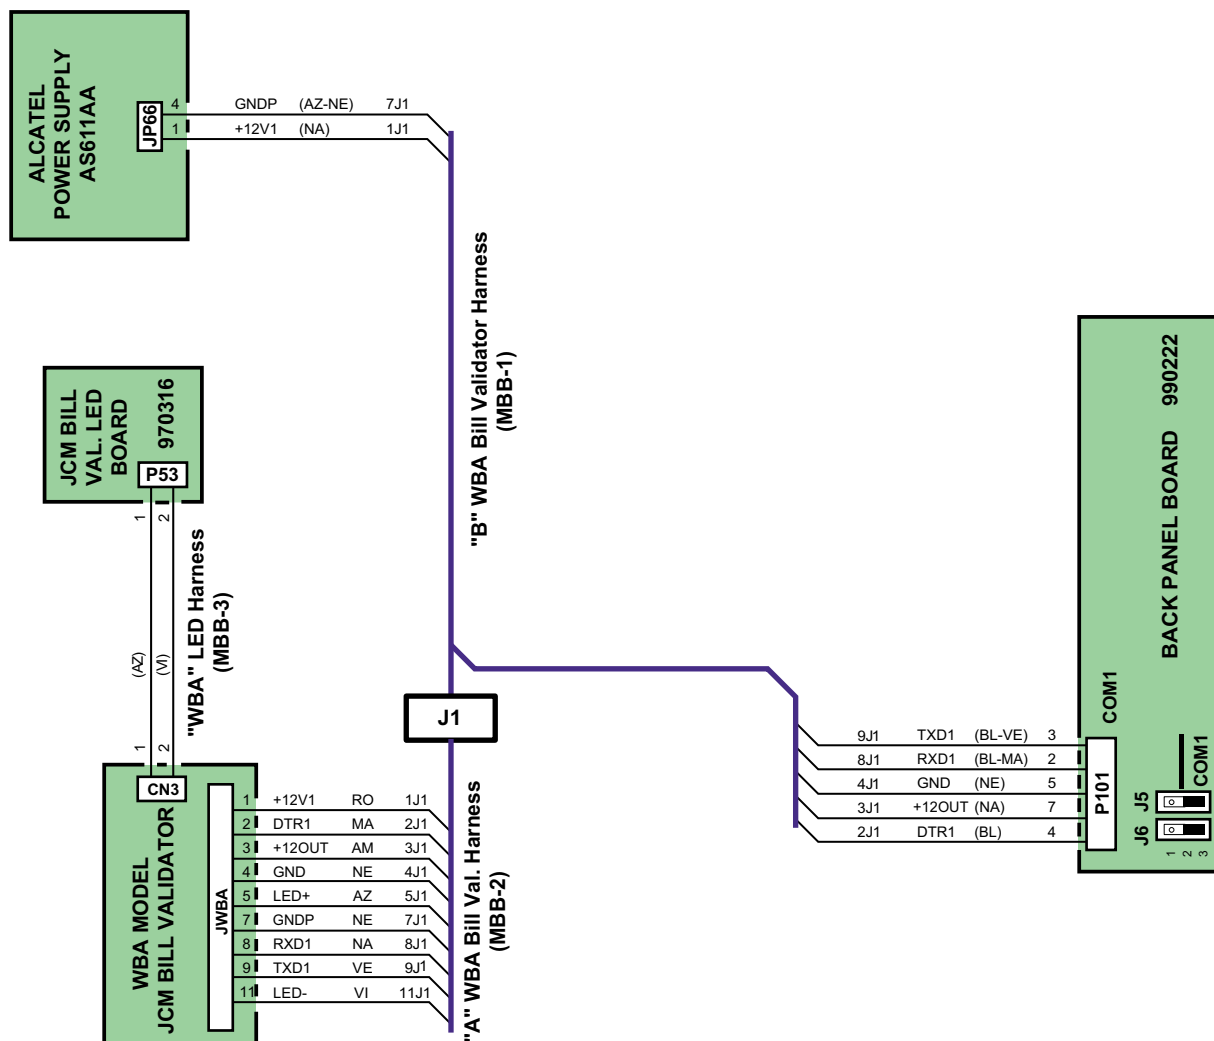 ALCATEL
POWER SUPPLY
AS611AA
JP66
4 GNDP (AZ-NE) 7J1
1 +12V1 (NA) 1J1
"B" WBA Bill Validator Harness
(MBB-1)
JCM BILL
VAL. LED
BOARD
970316
P53
1
2
(AZ)
(VI)
"WBA" LED Harness
(MBB-3)
1
2
CN3
WBA MODEL
JCM BILL VALIDATOR
JWBA
1 +12V1 RO 1J1
2 DTR1 MA 2J1
3 +12OUT AM 3J1
4 GND NE 4J1
5 LED+ AZ 5J1
7 GNDP NE 7J1
8 RXD1 NA 8J1
9 TXD1 VE 9J1
11 LED- VI 11J1
J1
"A" WBA Bill Val. Harness
(MBB-2)
9J1 TXD1 (BL-VE) 3
8J1 RXD1 (BL-MA) 2
4J1 GND (NE) 5
3J1 +12OUT (NA) 7
2J1 DTR1 (BL) 4
P101
COM1
BACK PANEL BOARD 990222
J6 J5
COM1
1
2
3